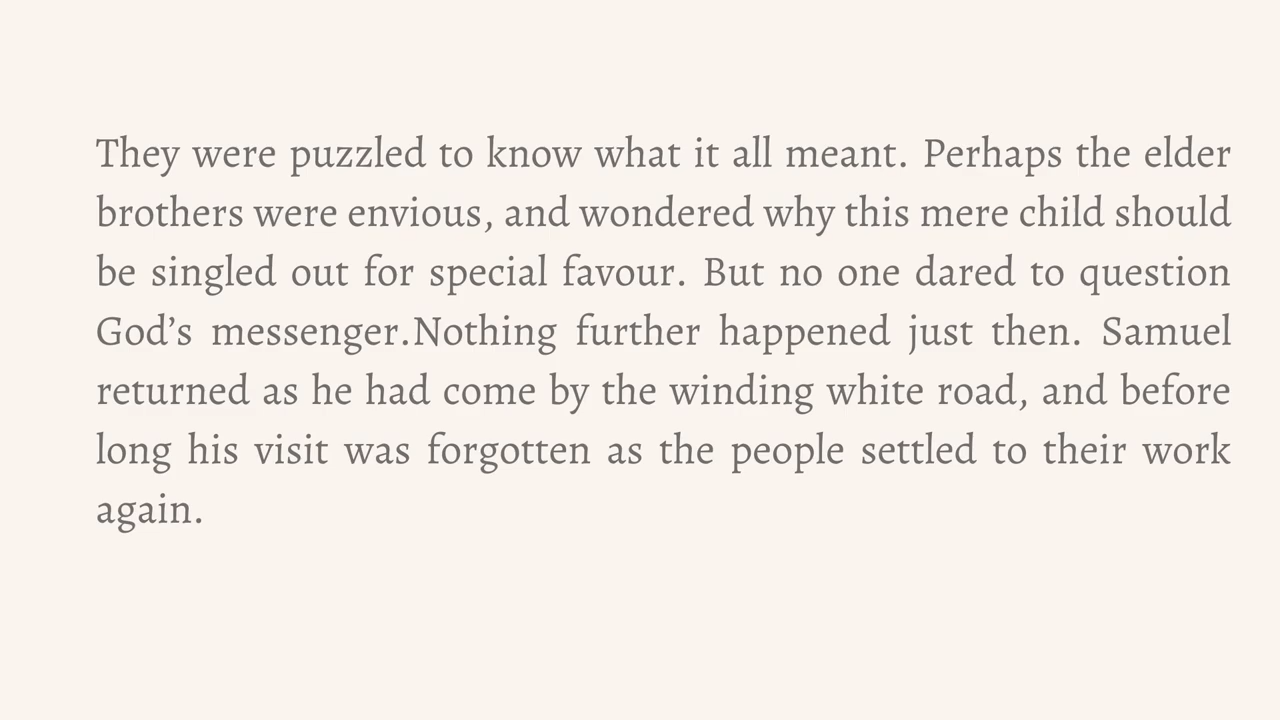 They were puzzled to know what it all meant. Perhaps the elder
brothers were envious, and wondered why this mere child should
be singled out for special favour. But no one dared to question
God’s messenger.Nothing further happened just then. Samuel
returned as he had come by the winding white road, and before
long his visit was forgotten as the people settled to their work
again.